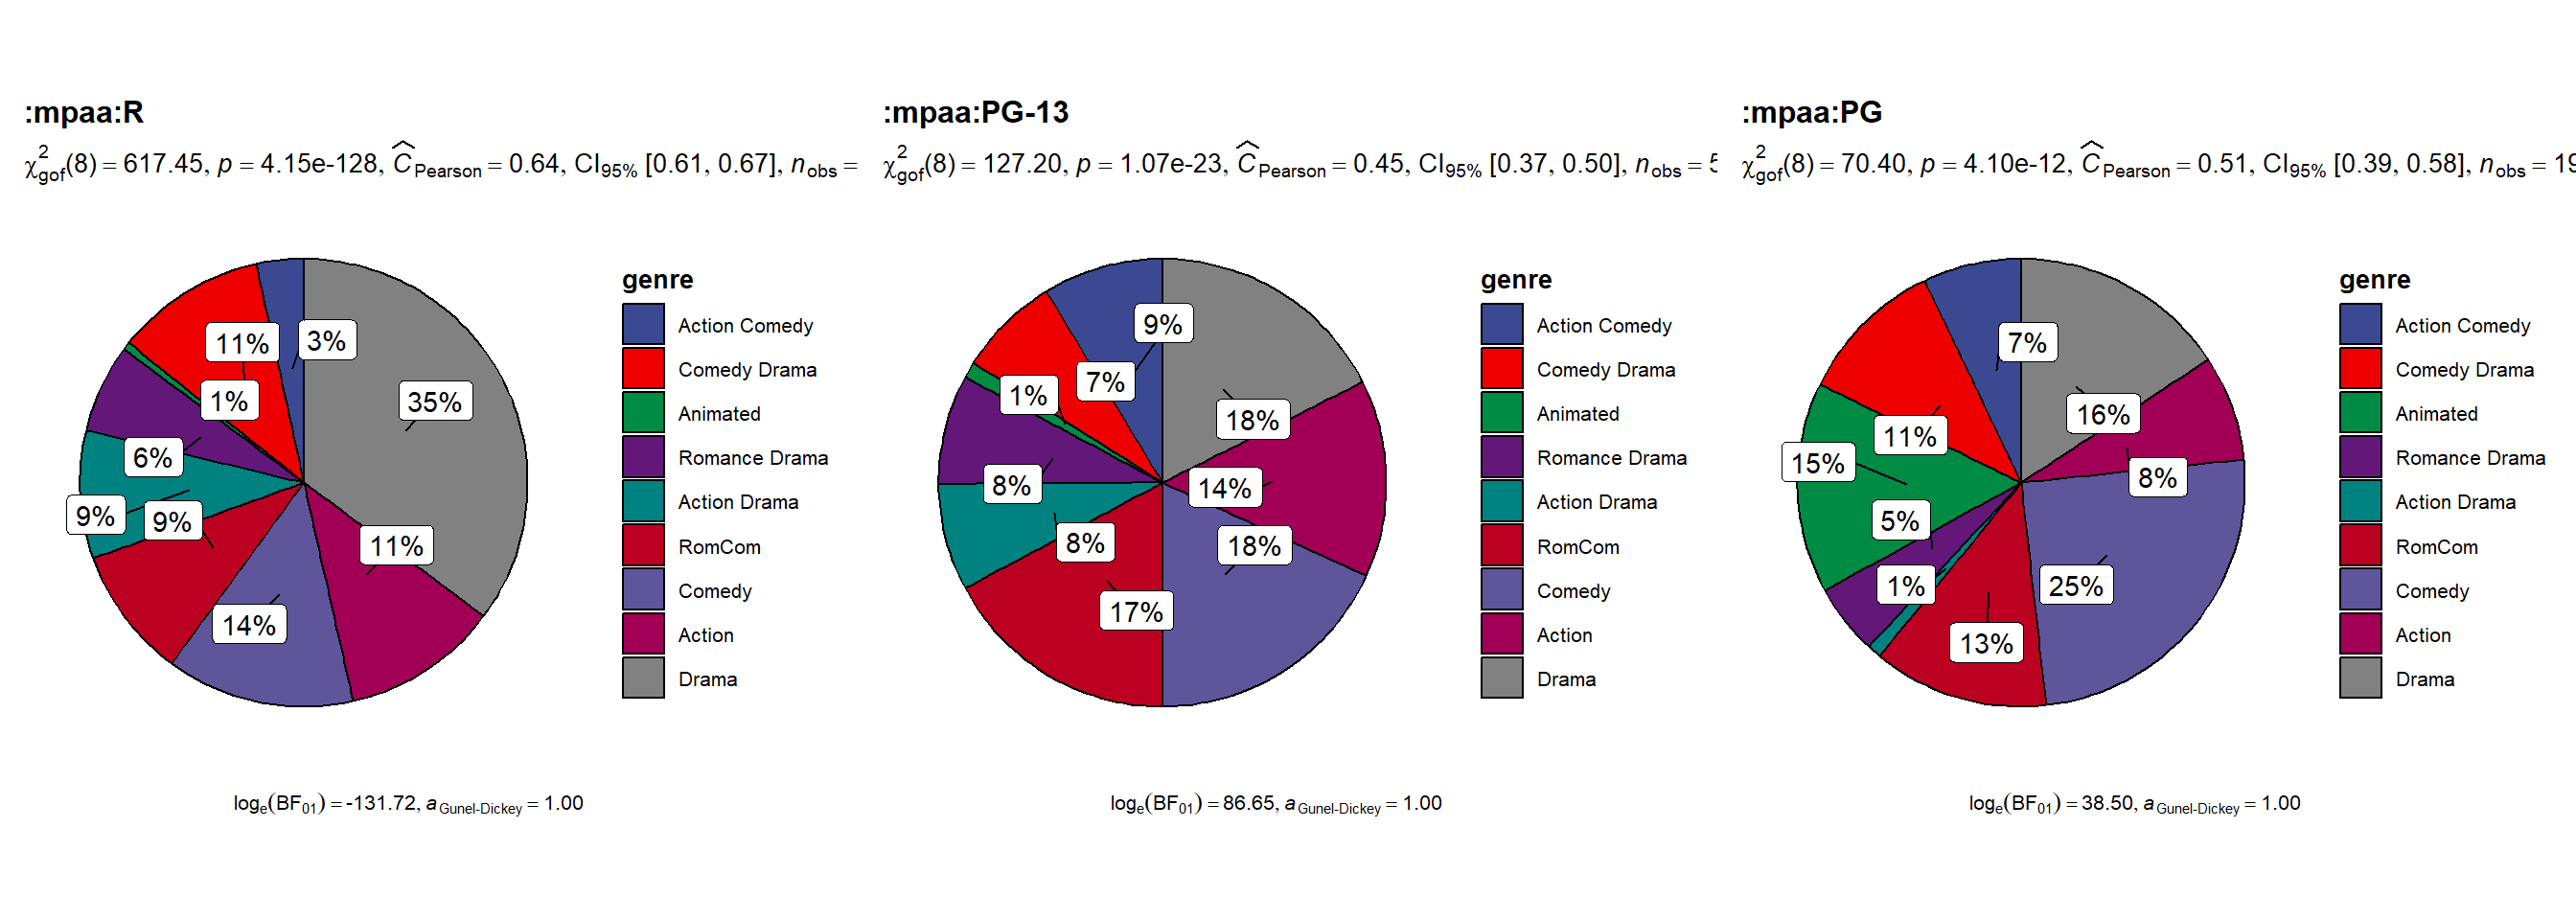 :mpaa:R
χ²gof(8) = 617.45, p = 4.15e-128, ĈPearson = 0.64, CI95% [0.61, 0.67], nobs =
3%
11%
1%
35%
6%
9%
9%
11%
14%
genre
Action Comedy
Comedy Drama
Animated
Romance Drama
Action Drama
RomCom
Comedy
Action
Drama
loge(BF01) = -131.72, aGunel-Dickey = 1.00
:mpaa:PG-13
χ²gof(8) = 127.20, p = 1.07e-23, ĈPearson = 0.45, CI95% [0.37, 0.50], nobs =
9%
7%
1%
18%
8%
14%
8%
18%
17%
genre
Action Comedy
Comedy Drama
Animated
Romance Drama
Action Drama
RomCom
Comedy
Action
Drama
loge(BF01) = 86.65, aGunel-Dickey = 1.00
:mpaa:PG
χ²gof(8) = 70.40, p = 4.10e-12, ĈPearson = 0.51, CI95% [0.39, 0.58], nobs = 19
7%
16%
11%
15%
8%
5%
1%
25%
13%
genre
Action Comedy
Comedy Drama
Animated
Romance Drama
Action Drama
RomCom
Comedy
Action
Drama
loge(BF01) = 38.50, aGunel-Dickey = 1.00